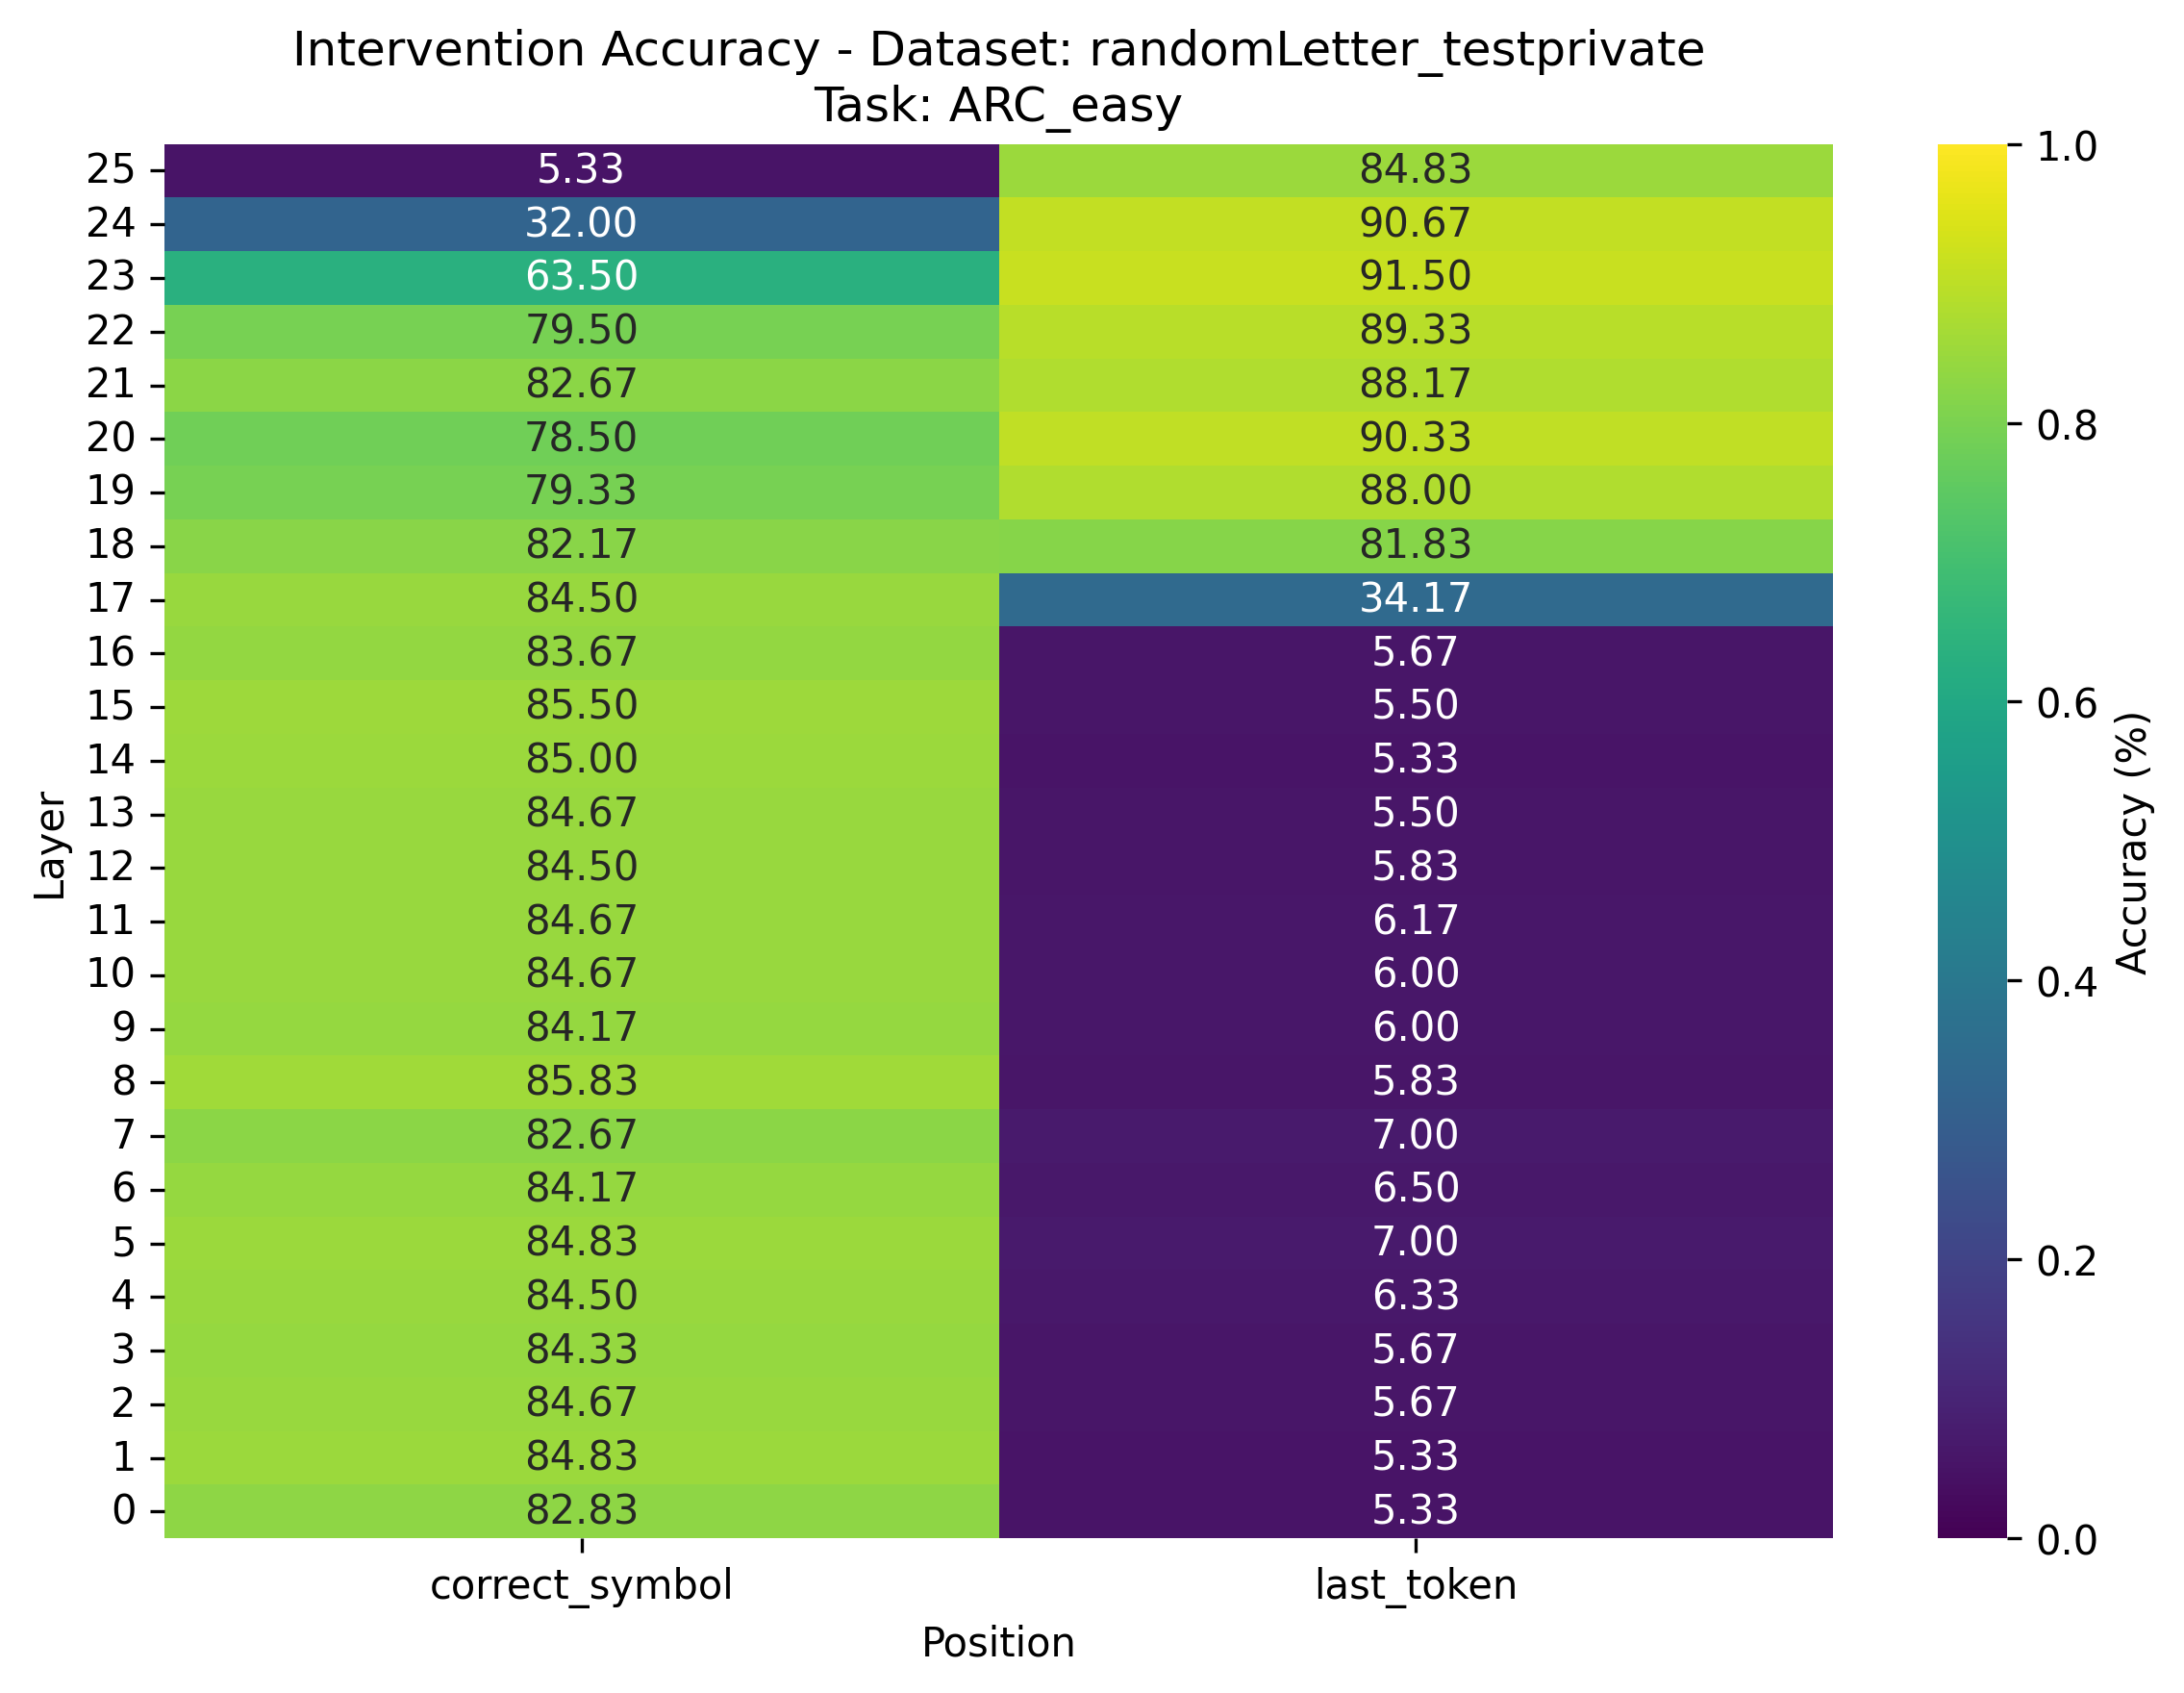 Intervention Accuracy - Dataset: randomLetter_testprivate
Task: ARC_easy
25 5.33 84.83
24 32.00 90.67
23 63.50 91.50
22 79.50 89.33
21 82.67 88.17
20 78.50 90.33
19 79.33 88.00
18 82.17 81.83
17 84.50 34.17
16 83.67 5.67
15 85.50 5.50
14 85.00 5.33
13 84.67 5.50
12 84.50 5.83
11 84.67 6.17
10 84.67 6.00
9 84.17 6.00
8 85.83 5.83
7 82.67 7.00
6 84.17 6.50
5 84.83 7.00
4 84.50 6.33
3 84.33 5.67
2 84.67 5.67
1 84.83 5.33
0 82.83 5.33
correct_symbol last_token
Position
Layer
1.0
0.8
0.6
0.4
0.2
0.0
Accuracy (%)